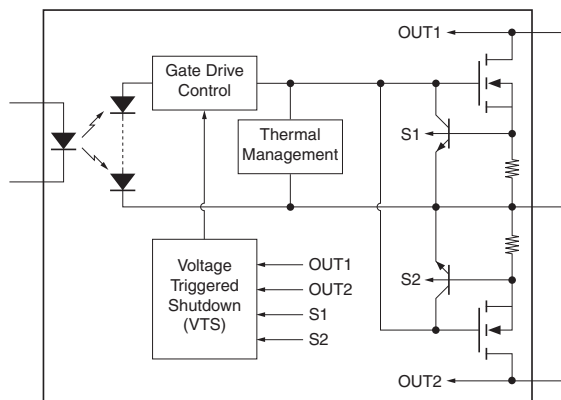 OUT1
Gate Drive
Control
Thermal
Management
S1
Voltage
Triggered
Shutdown
(VTS)
OUT1
OUT2
S1
S2
S2
OUT2